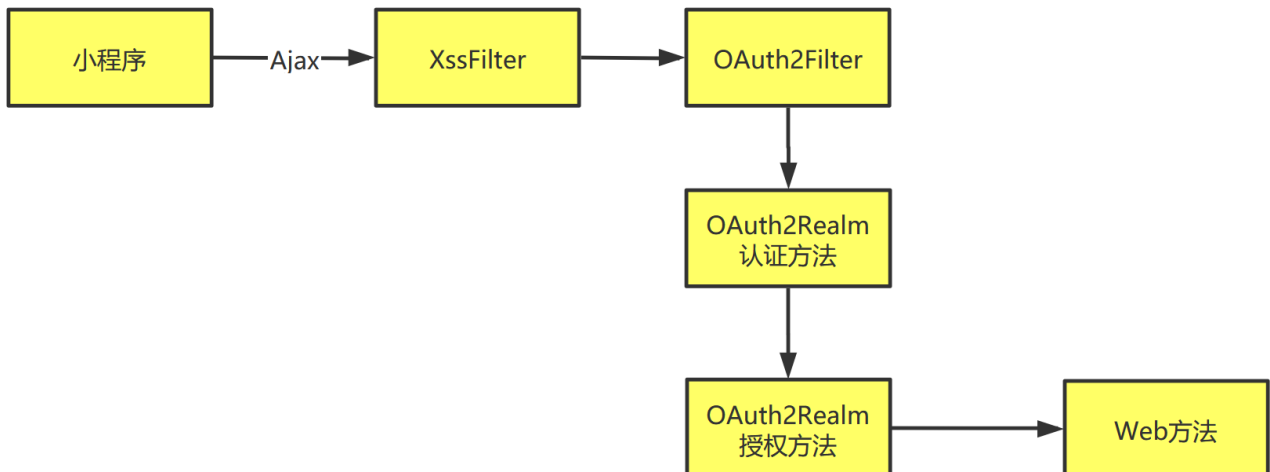 小程序
Ajax
XssFilter
OAuth2Filter
OAuth2Realm
认证方法
OAuth2Realm
授权方法
Web方法